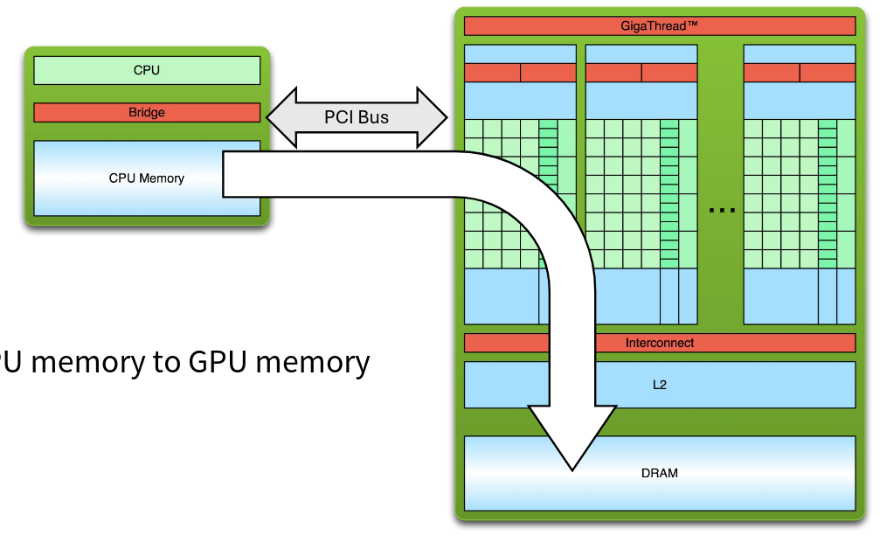 GigaThread™
CPU
Bridge
PCI Bus
CPU Memory
...
Interconnect
PU memory to GPU memory
L2
DRAM